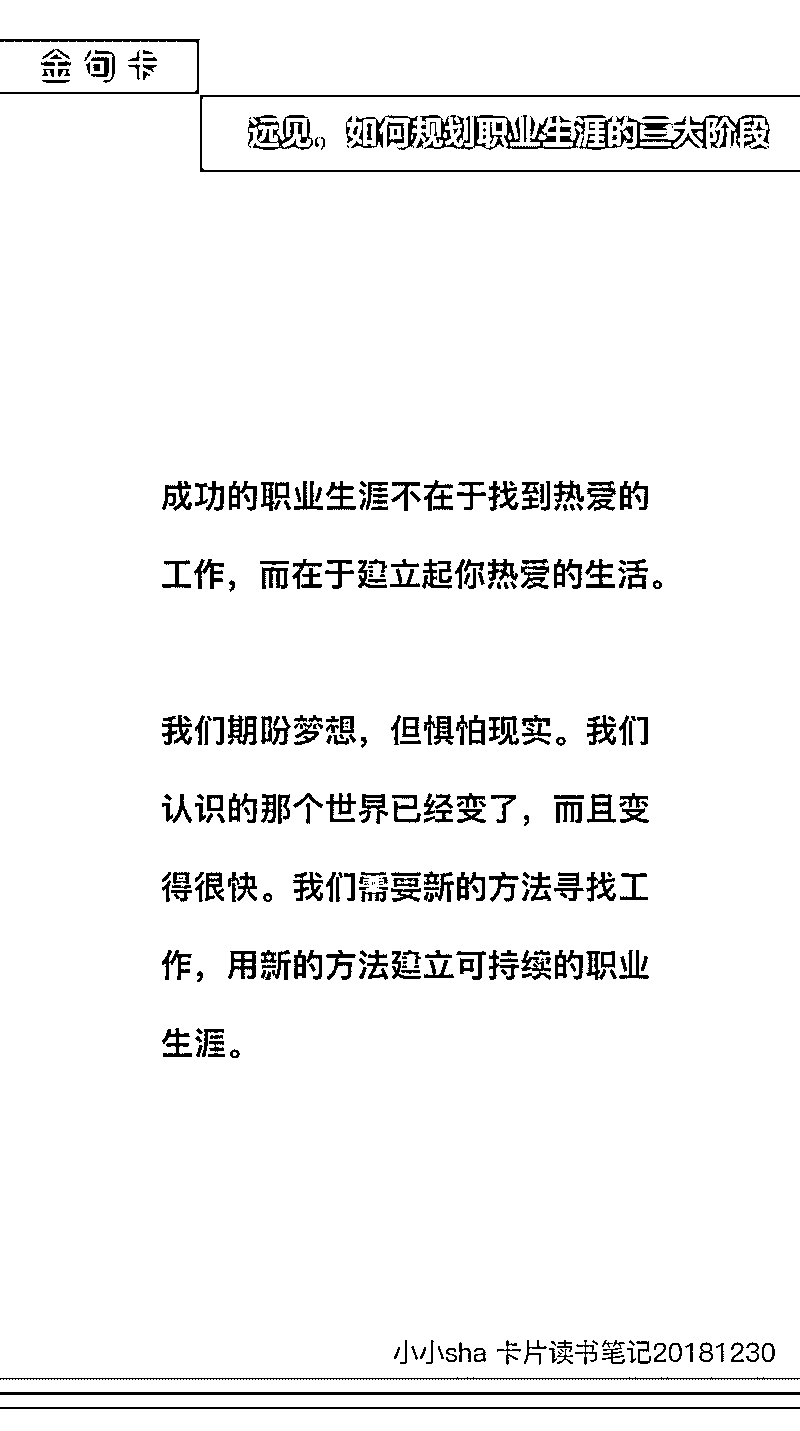 金句卡
远见。如何规划职业生涯的三大阶段
成功的职业生涯不在于找到热爱的
工作，而在于建立起你热爱的生活。
我们期盼梦想，但惧怕现实。我们
认识的那个世界已经变了，而且变
得很快。我们需要新的方法寻找工
作，用新的方法建立可持续的职业
生涯。
小小sha 卡片读书笔记20181230